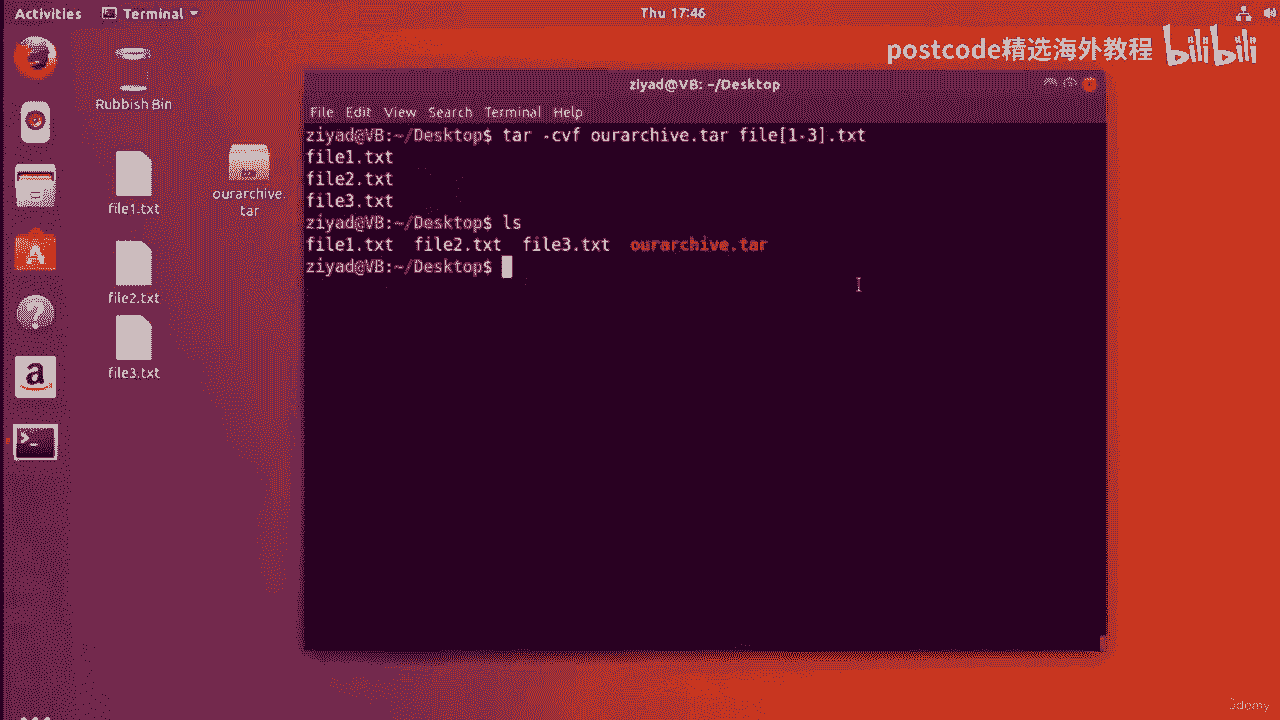 Activities Terminal Thu 17:46
postcode精选海外教程 bilibili
Rubbish Bin
file1.txt
ourarchive.
tar
file2.txt
file3.txt
ziyad@VB: ~/Desktop
File Edit View Search Terminal Help
ziyad@VB:~/Desktop$ tar -cvf ourarchive.tar file[1-3].txt
file1.txt
file2.txt
file3.txt
ziyad@VB:~/Desktop$ ls
file1.txt file2.txt file3.txt ourarchive.tar
ziyad@VB:~/Desktop$